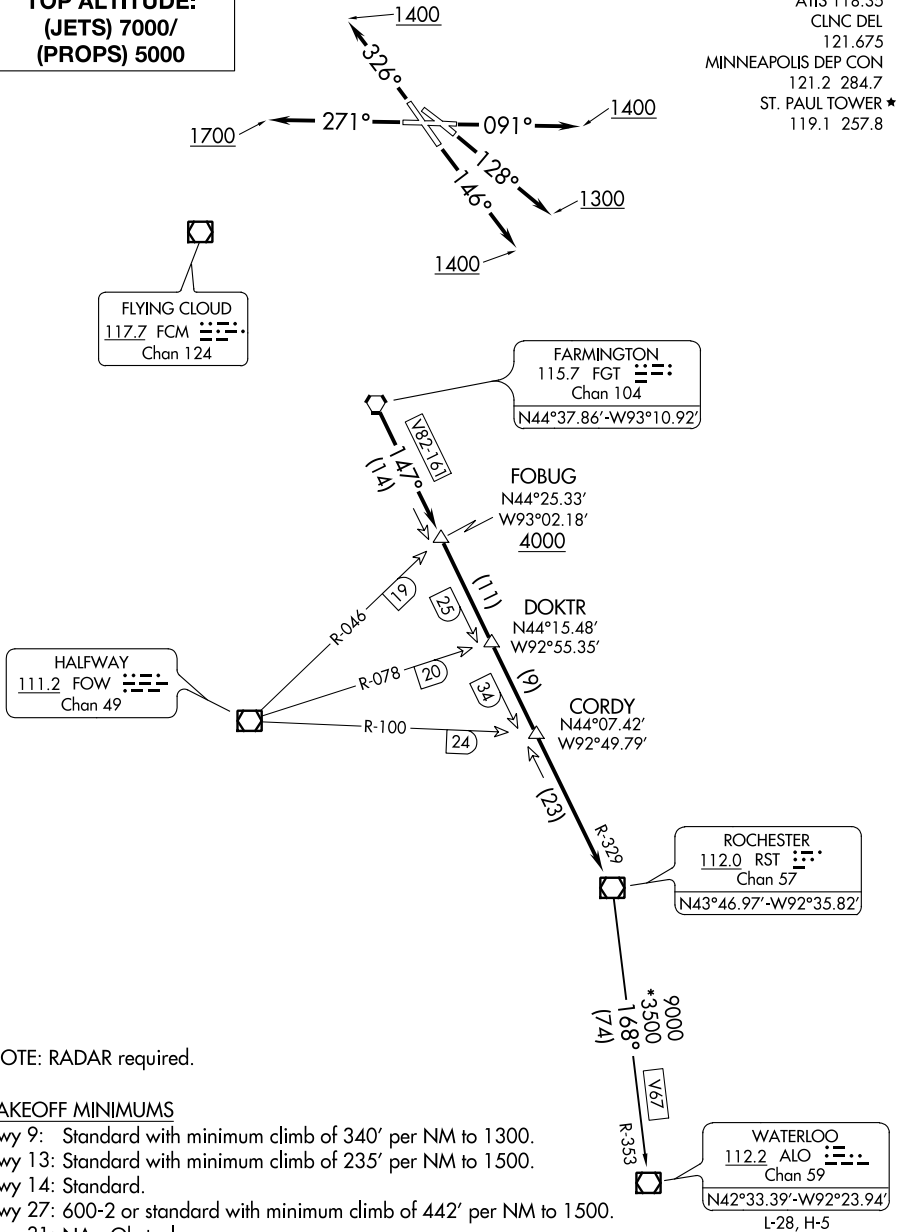 TOP ALTITUDE:
(JETS) 7000/
(PROPS) 5000
ATIS 118.35
CLNC DEL
121.675
MINNEAPOLIS DEP CON
121.2 284.7
ST. PAUL TOWER ★
119.1 257.8
1400
326°
271°
1700
091°
1400
128°
1300
146°
1400
FLYING CLOUD
117.7 FCM
Chan 124
FARMINGTON
115.7 FGT
Chan 104
N44°37.86'-W93°10.92'
V82-161
147°
(14)
FOBUG
N44°25.33'
W93°02.18'
4000
(11)
R-046
19
25
DOKTR
N44°15.48'
W92°55.35'
HALFWAY
111.2 FOW
Chan 49
R-078
20
(9)
34
CORDY
N44°07.42'
W92°49.79'
R-100
24
(23)
R-329
ROCHESTER
112.0 RST
Chan 57
N43°46.97'-W92°35.82'
9000
*3500
168°
(74)
V67
R-353
WATERLOO
112.2 ALO
Chan 59
N42°33.39'-W92°23.94'
L-28, H-5
OTE: RADAR required.
AKEOFF MINIMUMS
wy 9: Standard with minimum climb of 340' per NM to 1300.
wy 13: Standard with minimum climb of 235' per NM to 1500.
wy 14: Standard.
wy 27: 600-2 or standard with minimum climb of 442' per NM to 1500.